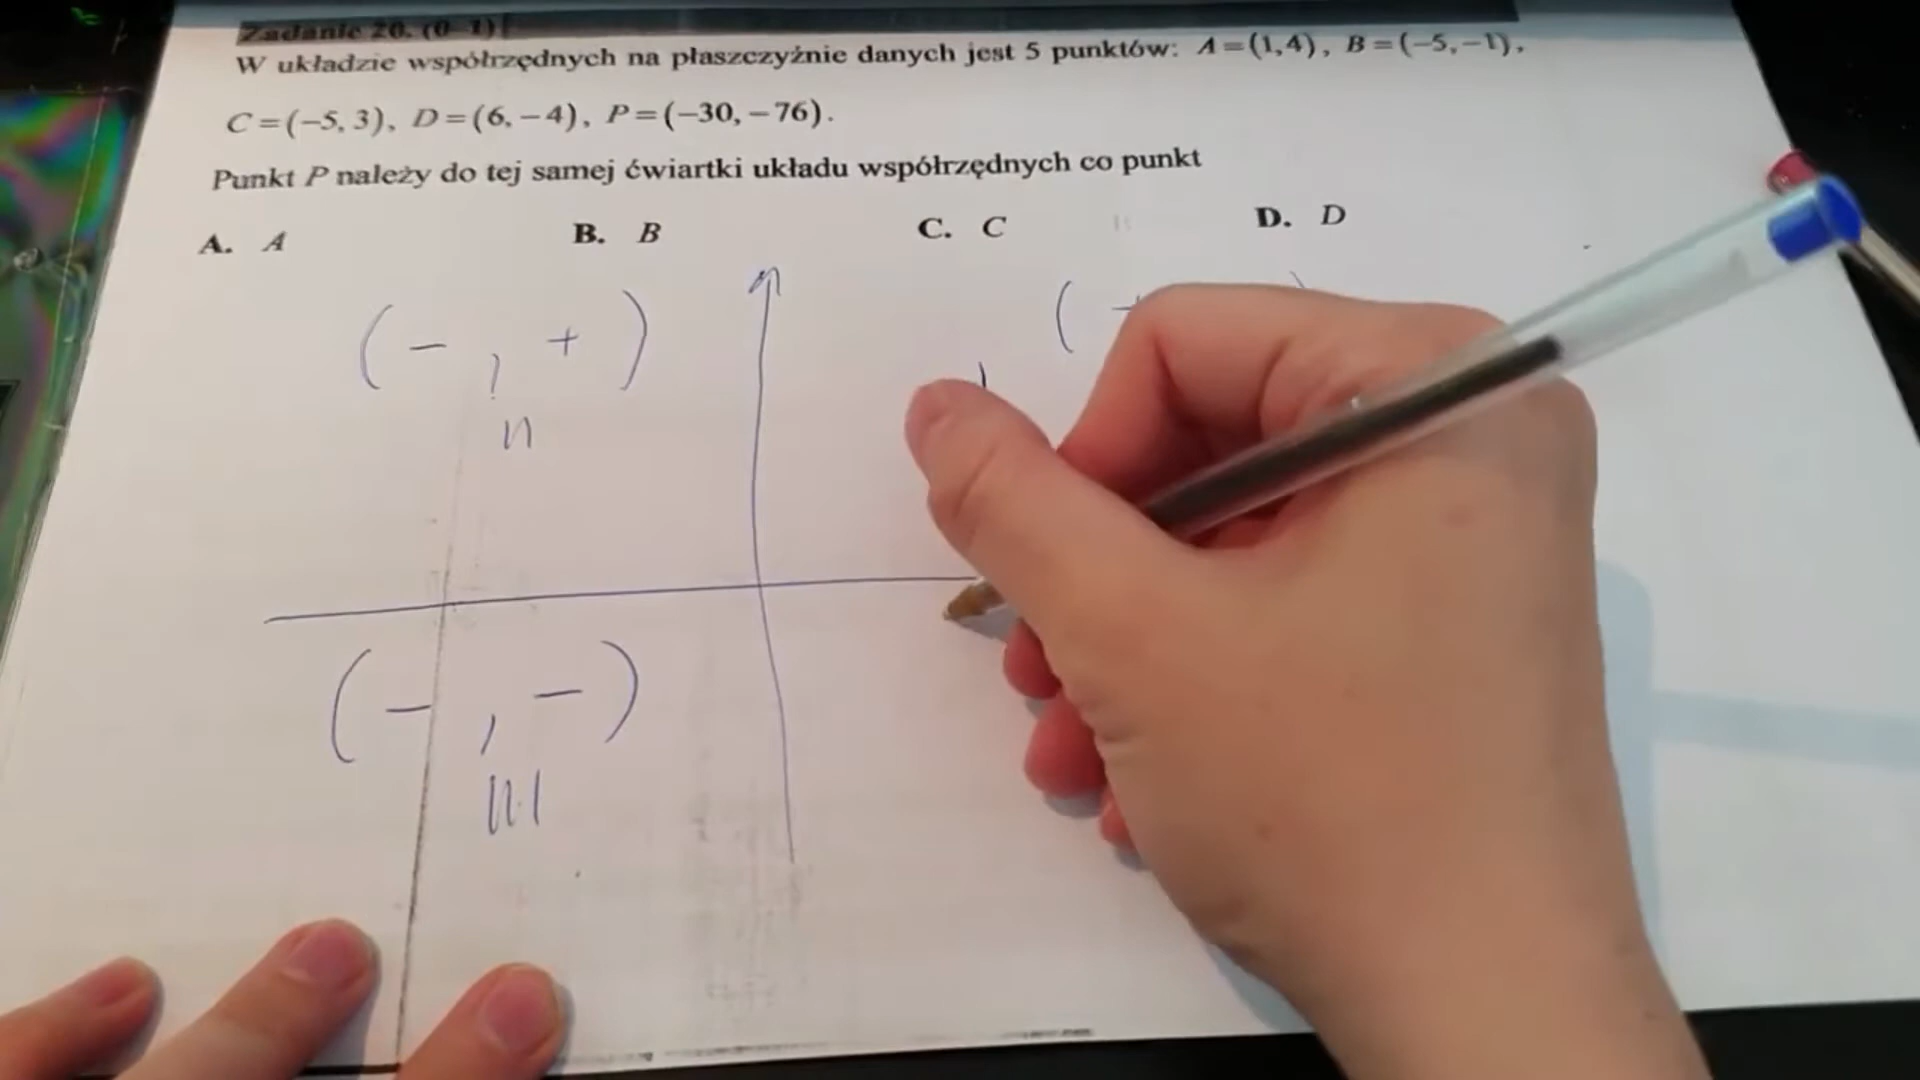 Zadanie 20. (0–1)
W układzie współrzędnych na płaszczyźnie danych jest 5 punktów: A=(1,4), B=(−5,−1),
C=(−5,3), D=(6,−4), P=(−30,−76).
Punkt P należy do tej samej ćwiartki układu współrzędnych co punkt
A. A B. B C. C D. D
(−, +) (
II
(−, −)
III